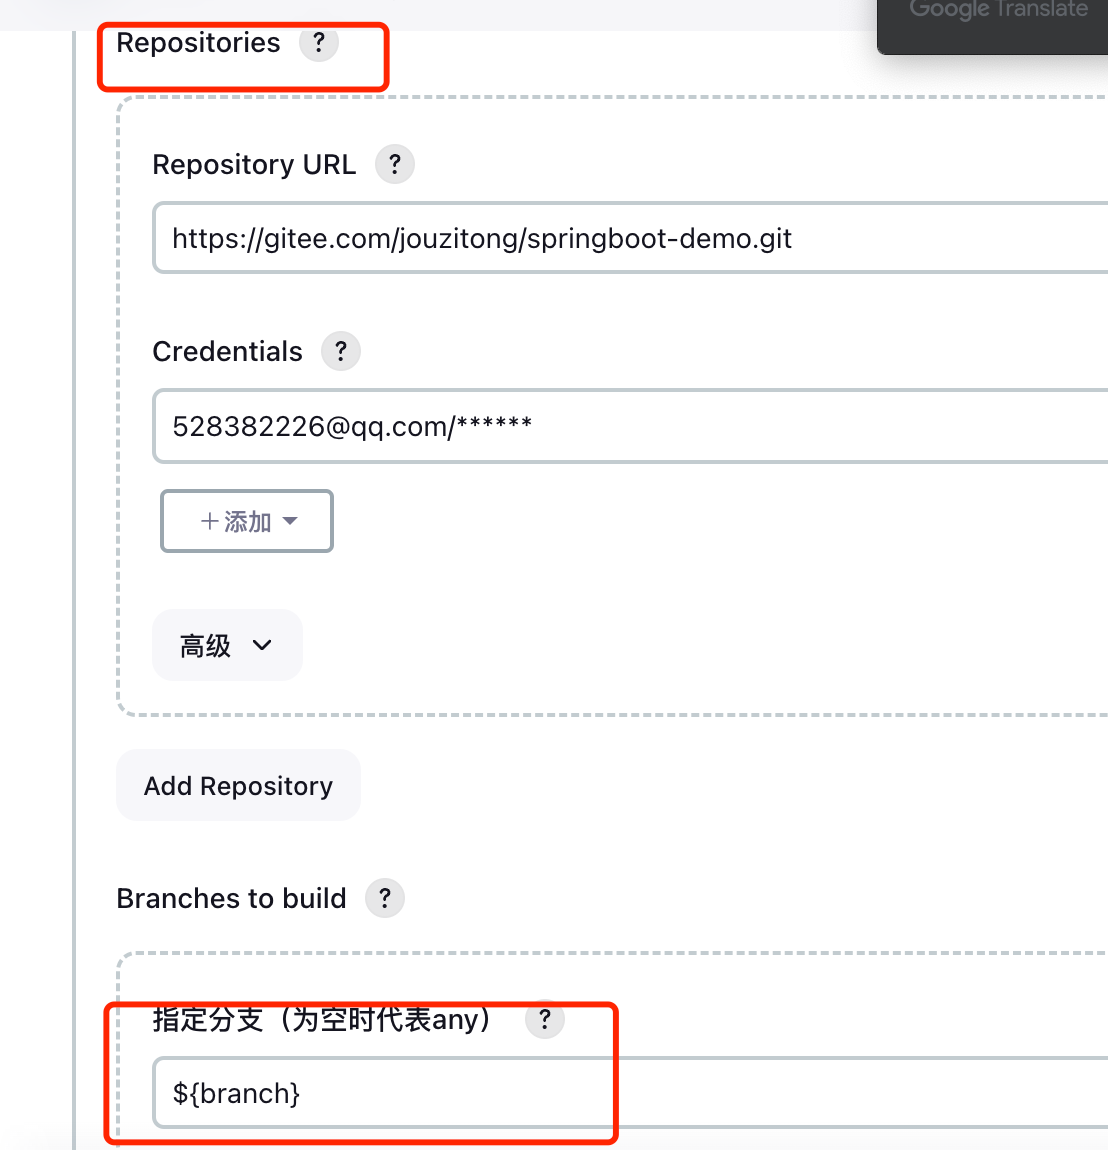 Google Translate
Repositories ?
Repository URL ?
https://gitee.com/jouzitong/springboot-demo.git
Credentials ?
528382226@qq.com/******
+添加
高级
Add Repository
Branches to build ?
指定分支（为空时代表any） ?
${branch}